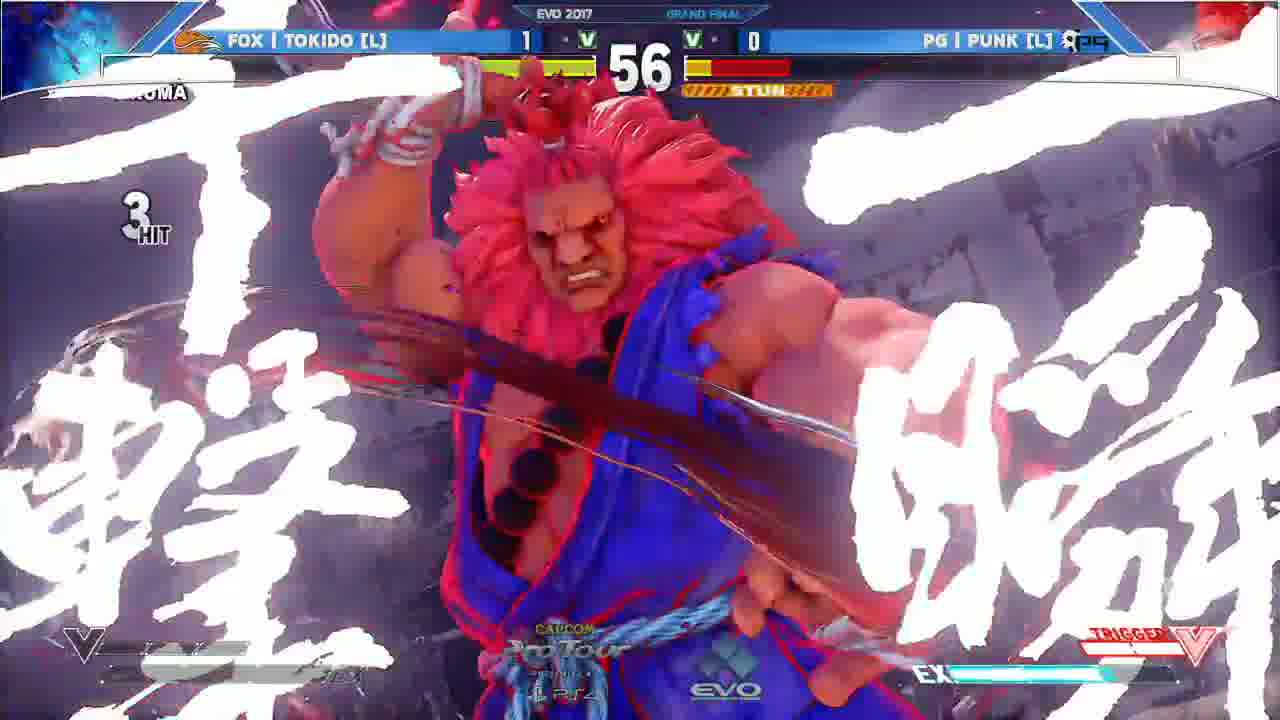 EVO 2017 GRAND FINAL
FOX | TOKIDO [L] 1 V 56 V 0 PG | PUNK [L]
STUN
3 HIT
一瞬千撃
TRIGGER V
V
EX
CAPCOM
Pro Tour
PS4
EVO